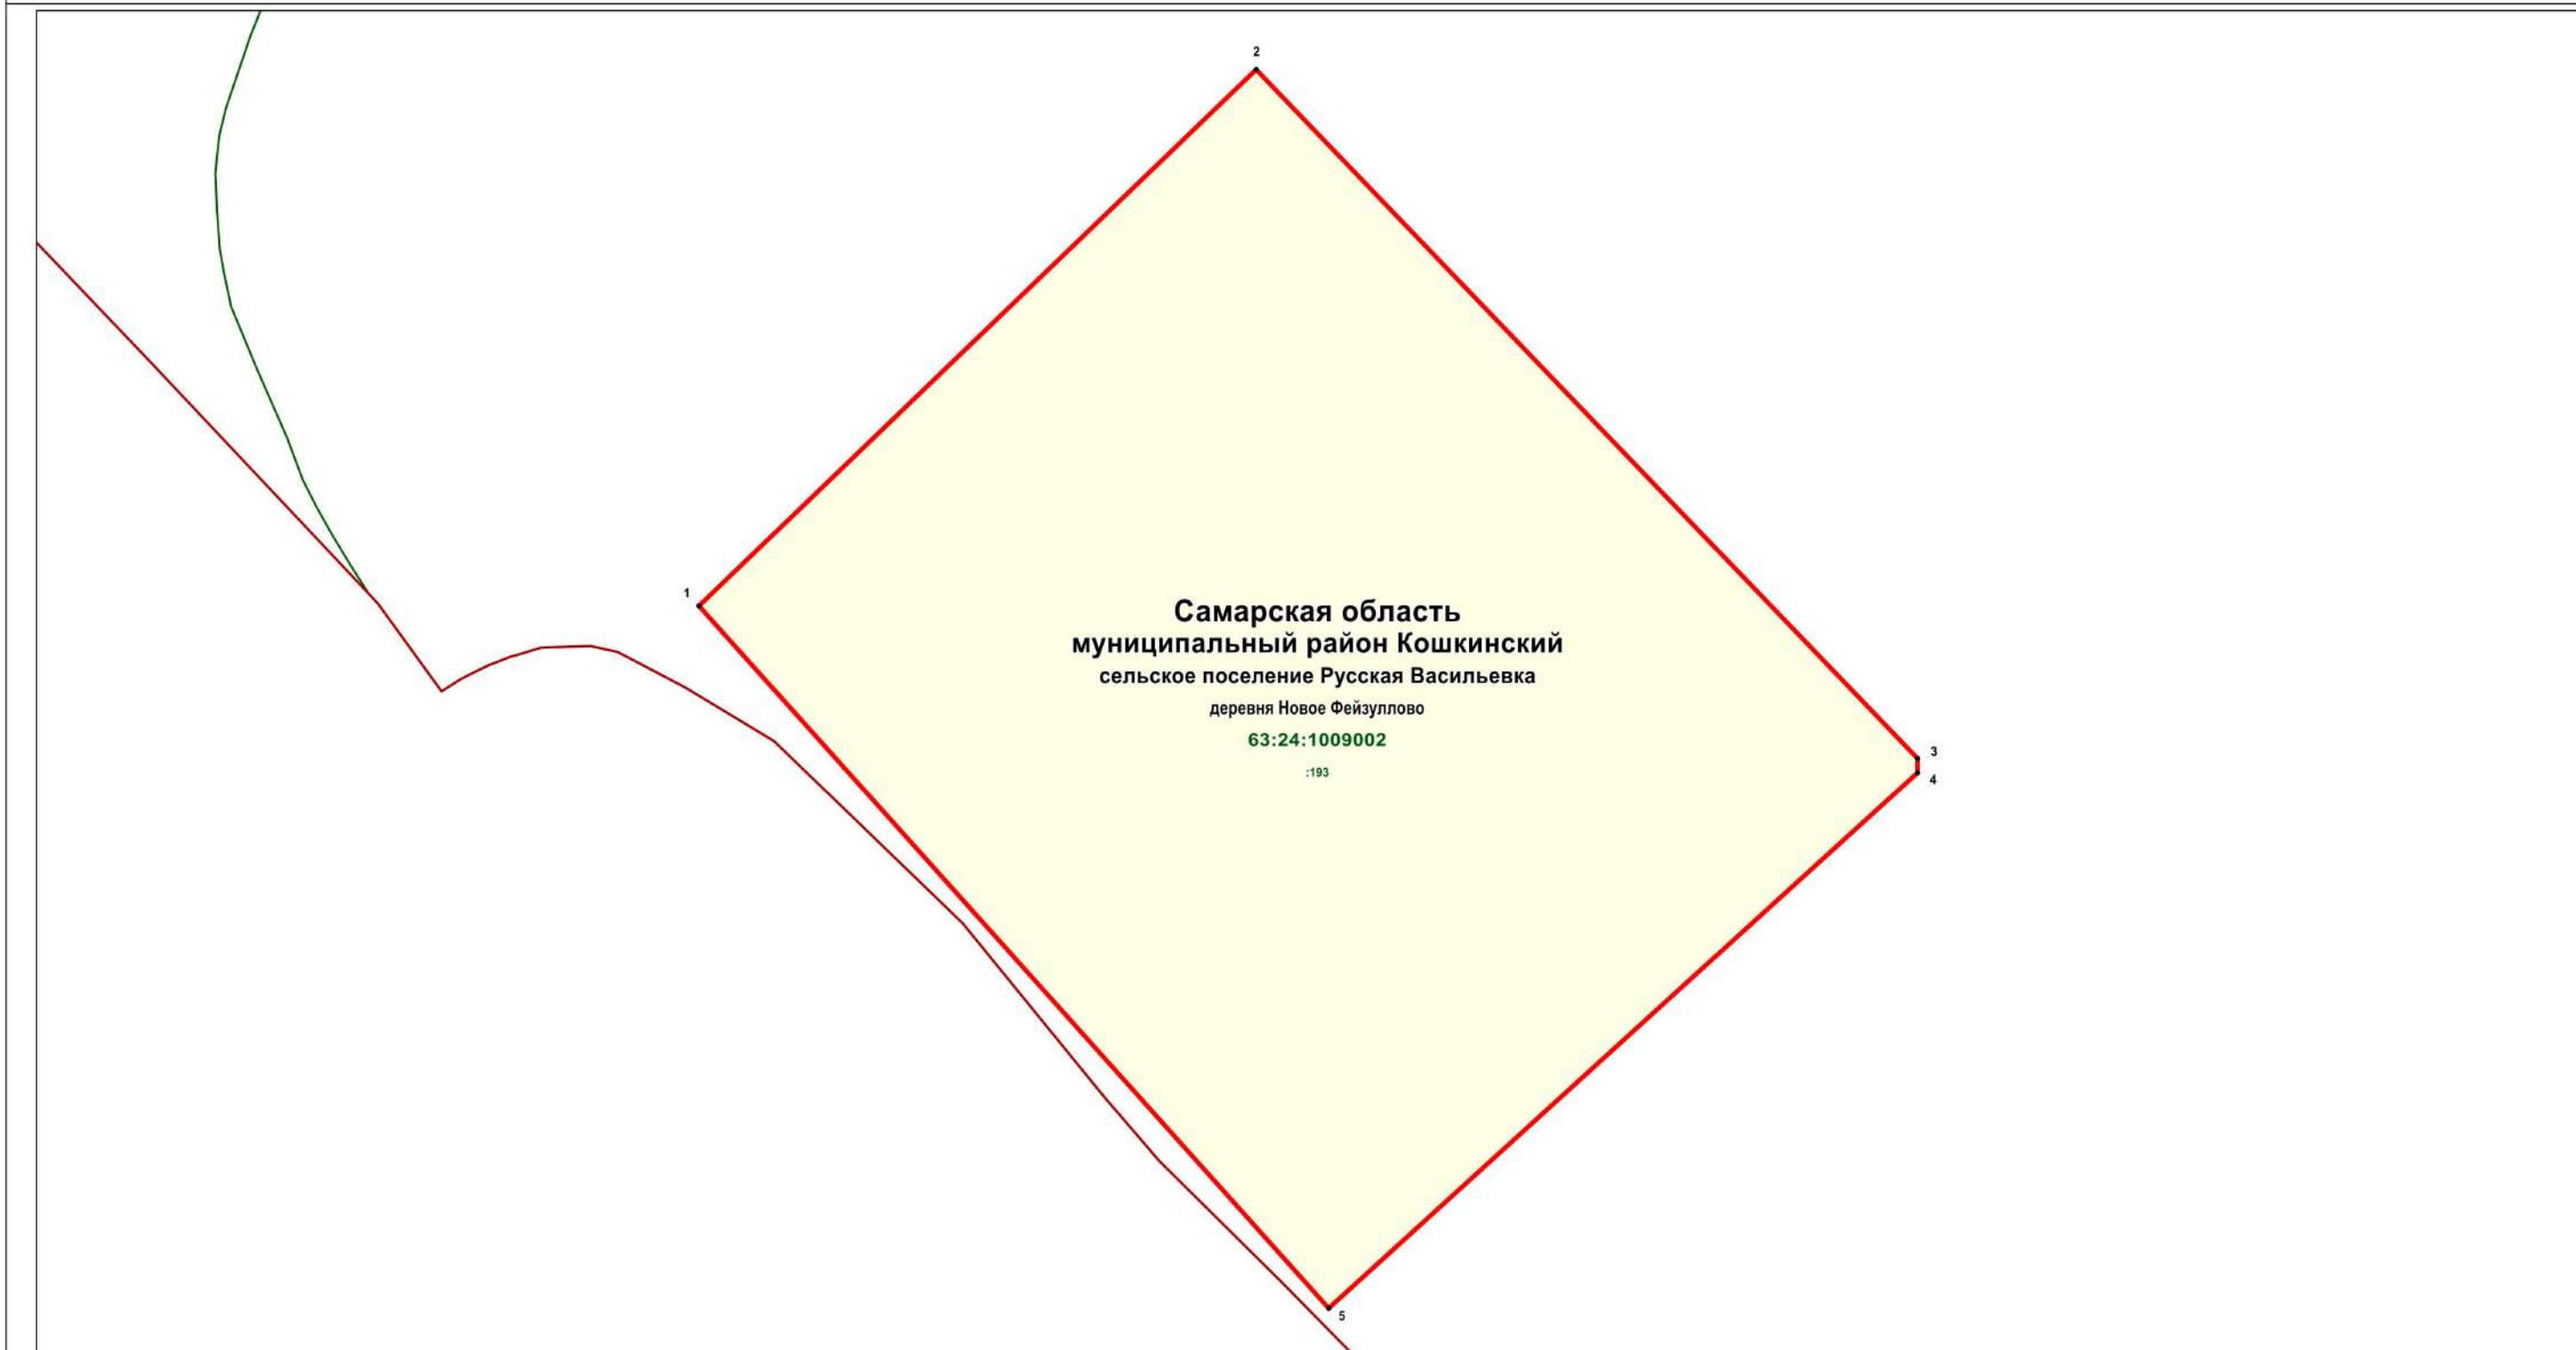 2
1
Самарская область
муниципальный район Кошкинский
сельское поселение Русская Васильевка
деревня Новое Фейзуллово
63:24:1009002
:193
3
4
5